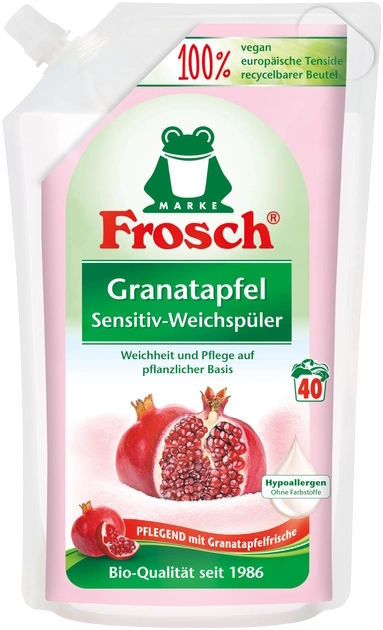 100%
vegan
europäische Tenside
recycelbarer Beutel
MARKE
Frosch®
Granatapfel
Sensitiv-Weichspüler
Weichheit und Pflege auf
pflanzlicher Basis
40
Hypoallergen
Ohne Farbstoffe
PFLEGEND mit Granatapfelfrische
Bio-Qualität seit 1986